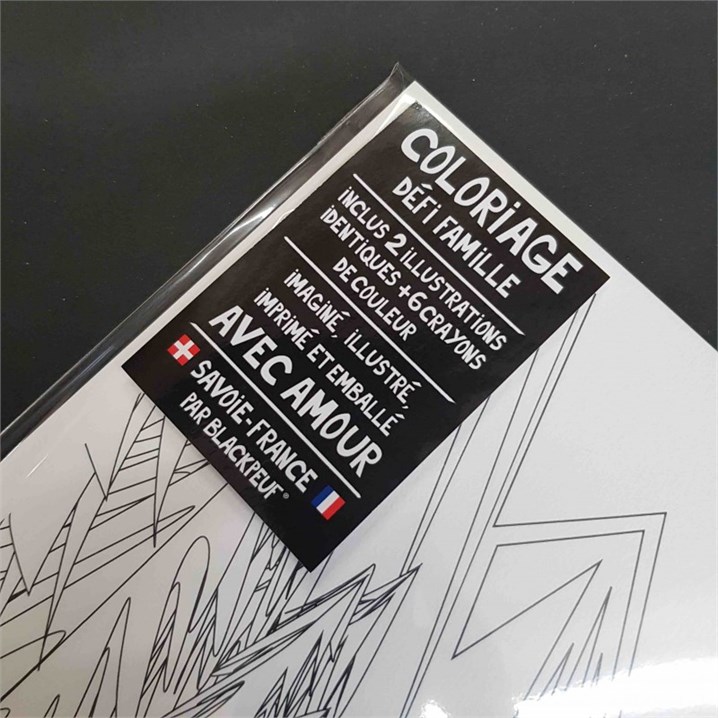 COLORiAGE
DÉFi FAMiLLE
iNCLUS 2 iLLUSTRATiONS
iDENTiQUES +6 CRAYONS
DE COULEUR
iMAGiNÉ, iLLUSTRÉ,
iMPRiMÉ ET EMBALLÉ
AVEC AMOUR
SAVOiE-FRANCE
PAR BLACKPEUF®